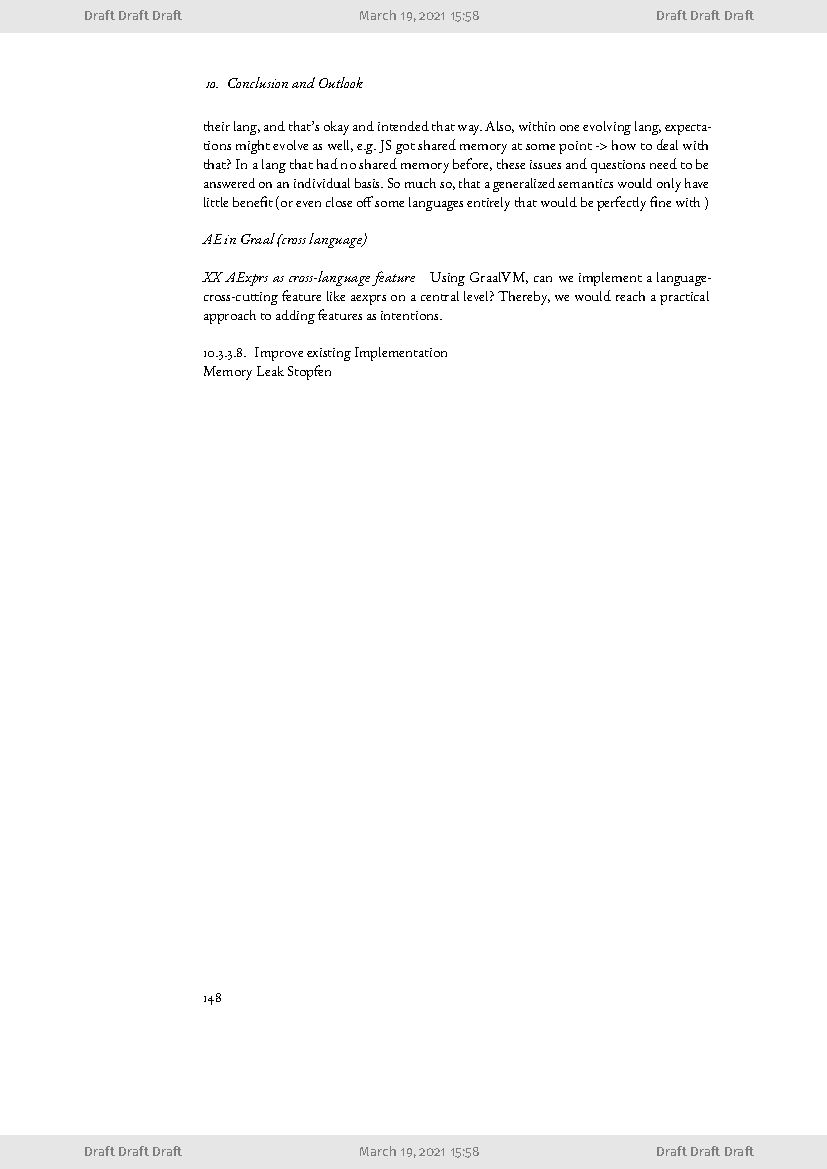 Draft Draft Draft March 19, 2021 15:58 Draft Draft Draft
10. Conclusion and Outlook
their lang, and that's okay and intended that way. Also, within one evolving lang, expecta-
tions might evolve as well, e.g. JS got shared memory at some point -> how to deal with
that? In a lang that had no shared memory before, these issues and questions need to be
answered on an individual basis. So much so, that a generalized semantics would only have
little benefit (or even close off some languages entirely that would be perfectly fine with )
AE in Graal (cross language)
XX AExprs as cross-language feature Using GraalVM, can we implement a language-
cross-cutting feature like aexprs on a central level? Thereby, we would reach a practical
approach to adding features as intentions.
10.3.3.8. Improve existing Implementation
Memory Leak Stopfen
148
Draft Draft Draft March 19, 2021 15:58 Draft Draft Draft